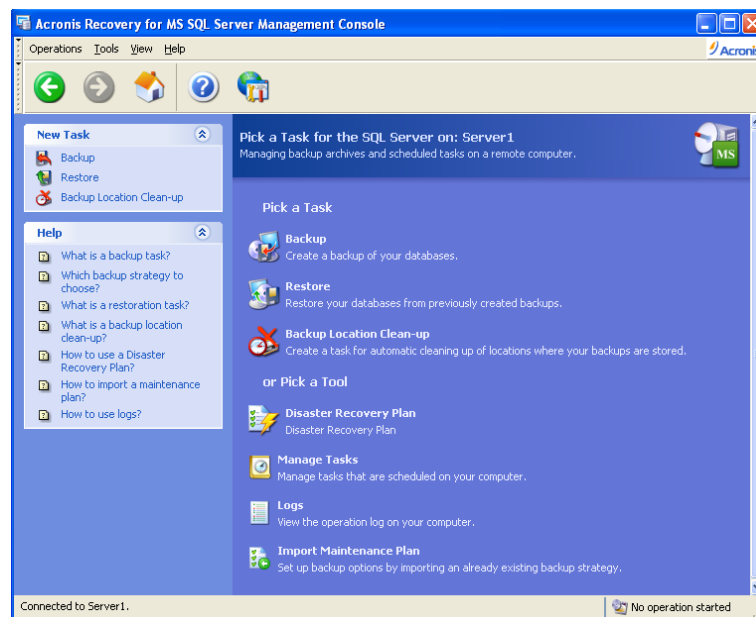 Acronis Recovery for MS SQL Server Management Console
Operations Tools View Help
Acronis
New Task
Backup
Restore
Backup Location Clean-up
Help
What is a backup task?
Which backup strategy to
choose?
What is a restoration task?
What is a backup location
clean-up?
How to use a Disaster
Recovery Plan?
How to import a maintenance
plan?
How to use logs?
Pick a Task for the SQL Server on: Server1
Managing backup archives and scheduled tasks on a remote computer.
MS
Pick a Task
Backup
Create a backup of your databases.
Restore
Restore your databases from previously created backups.
Backup Location Clean-up
Create a task for automatic cleaning up of locations where your backups are stored.
or Pick a Tool
Disaster Recovery Plan
Disaster Recovery Plan
Manage Tasks
Manage tasks that are scheduled on your computer.
Logs
View the operation log on your computer.
Import Maintenance Plan
Set up backup options by importing an already existing backup strategy.
Connected to Server1.
No operation started